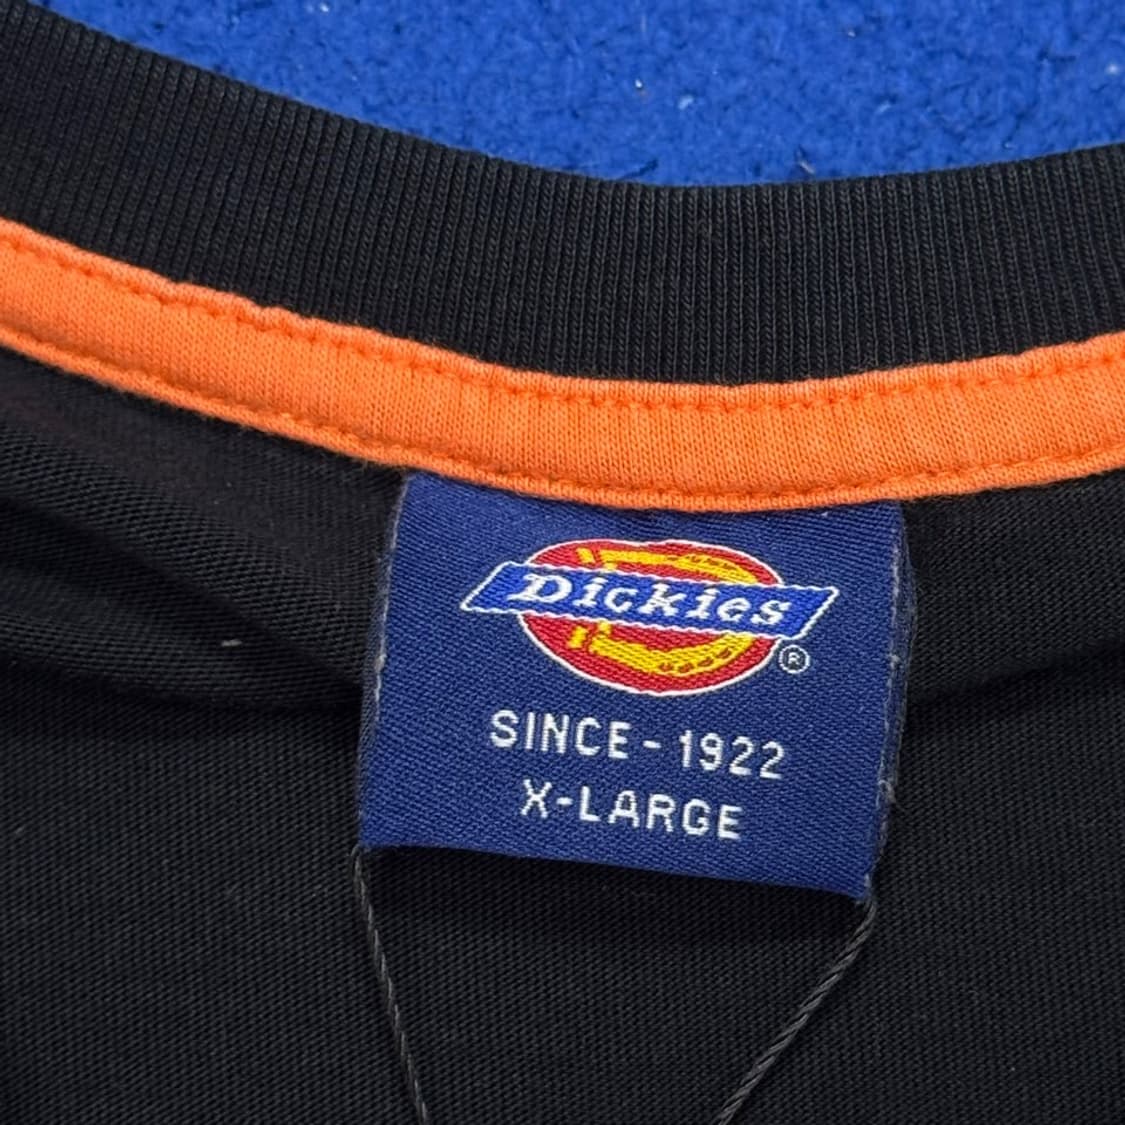 Dickies
®
SINCE - 1922
X-LARGE